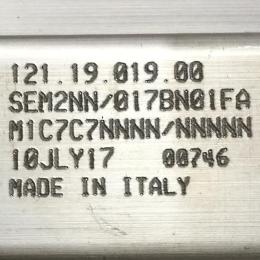 121.19.019.00
SEM2NN/017BN01FA
M1C7C7NNNN/NNNNN
10JLY17 00746
MADE IN ITALY